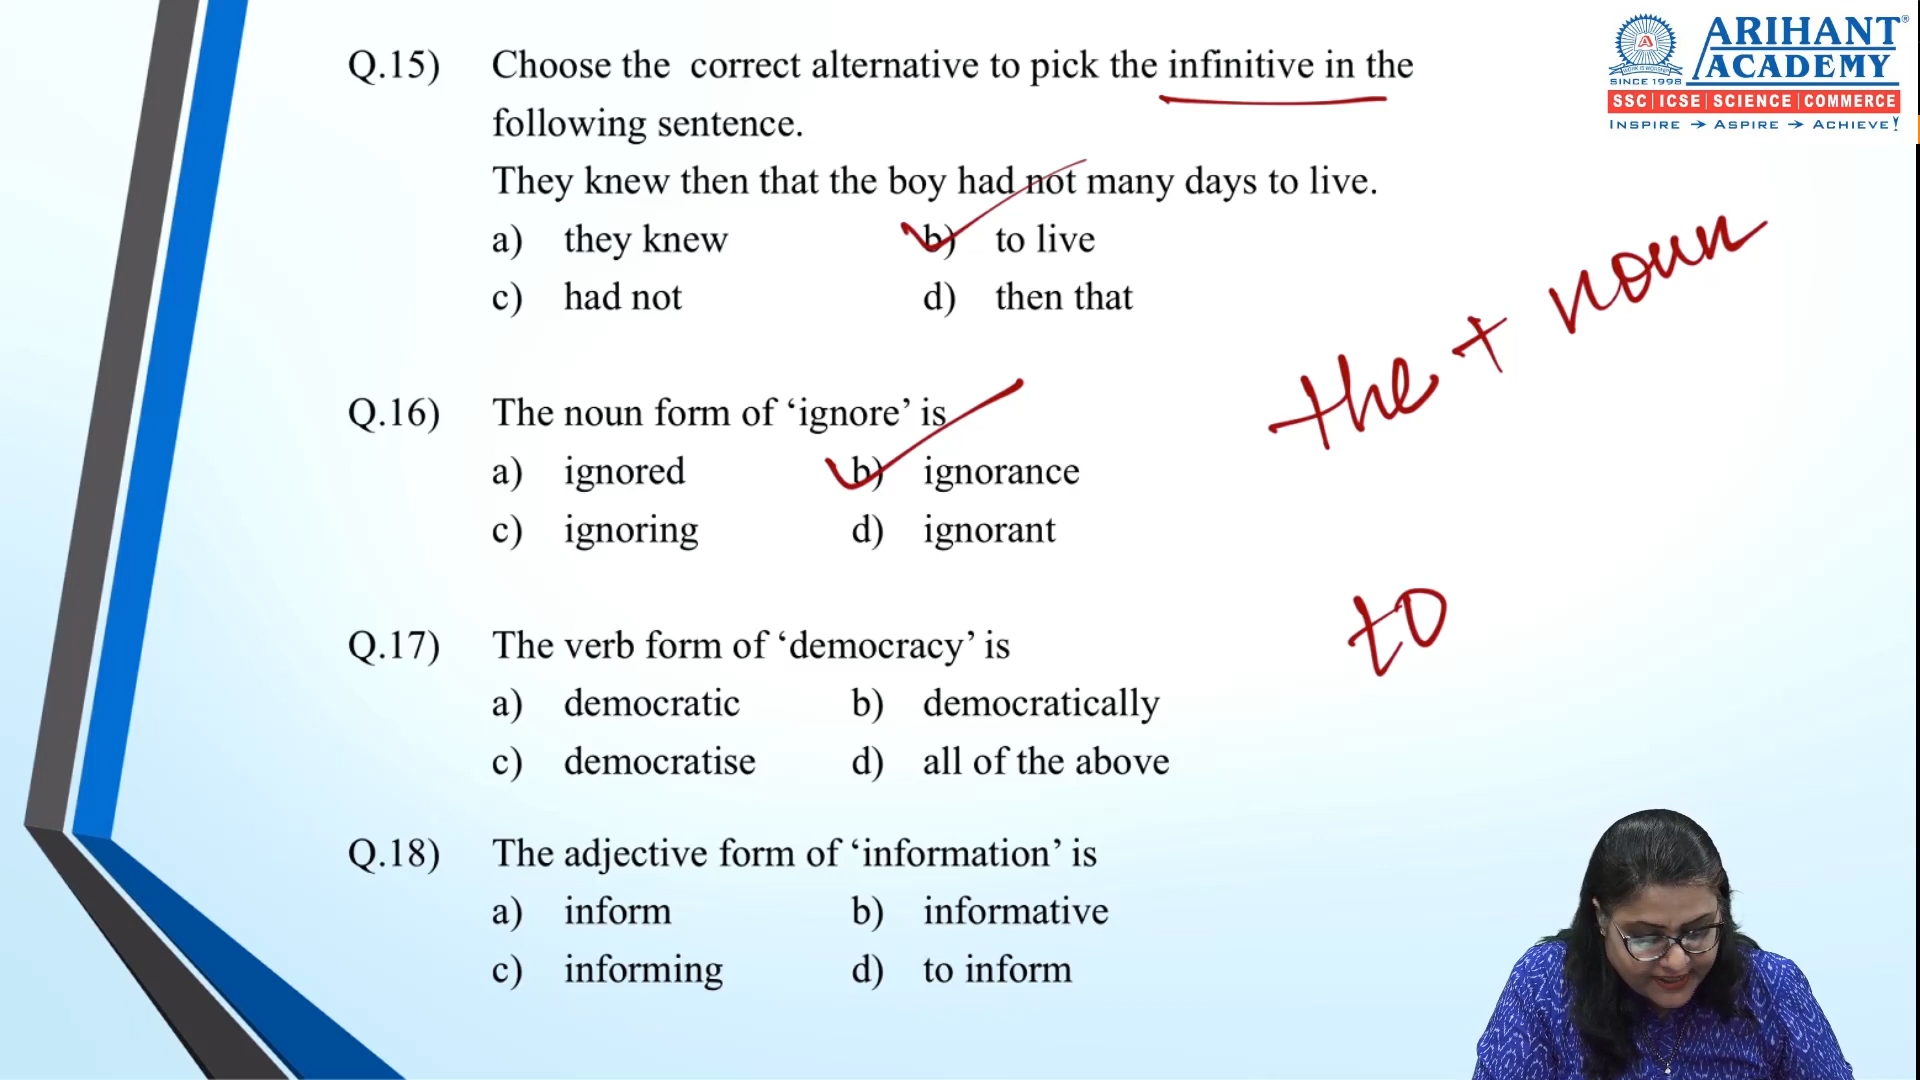 Q.15) Choose the correct alternative to pick the infinitive in the
following sentence.
They knew then that the boy had not many days to live.
a) they knew b) to live
c) had not d) then that
Q.16) The noun form of ‘ignore’ is
a) ignored b) ignorance
c) ignoring d) ignorant
Q.17) The verb form of ‘democracy’ is
a) democratic b) democratically
c) democratise d) all of the above
Q.18) The adjective form of ‘information’ is
a) inform b) informative
c) informing d) to inform
the + noun
to
ARIHANT®
ACADEMY
SINCE 1998
SSC | ICSE | SCIENCE | COMMERCE
INSPIRE → ASPIRE → ACHIEVE!